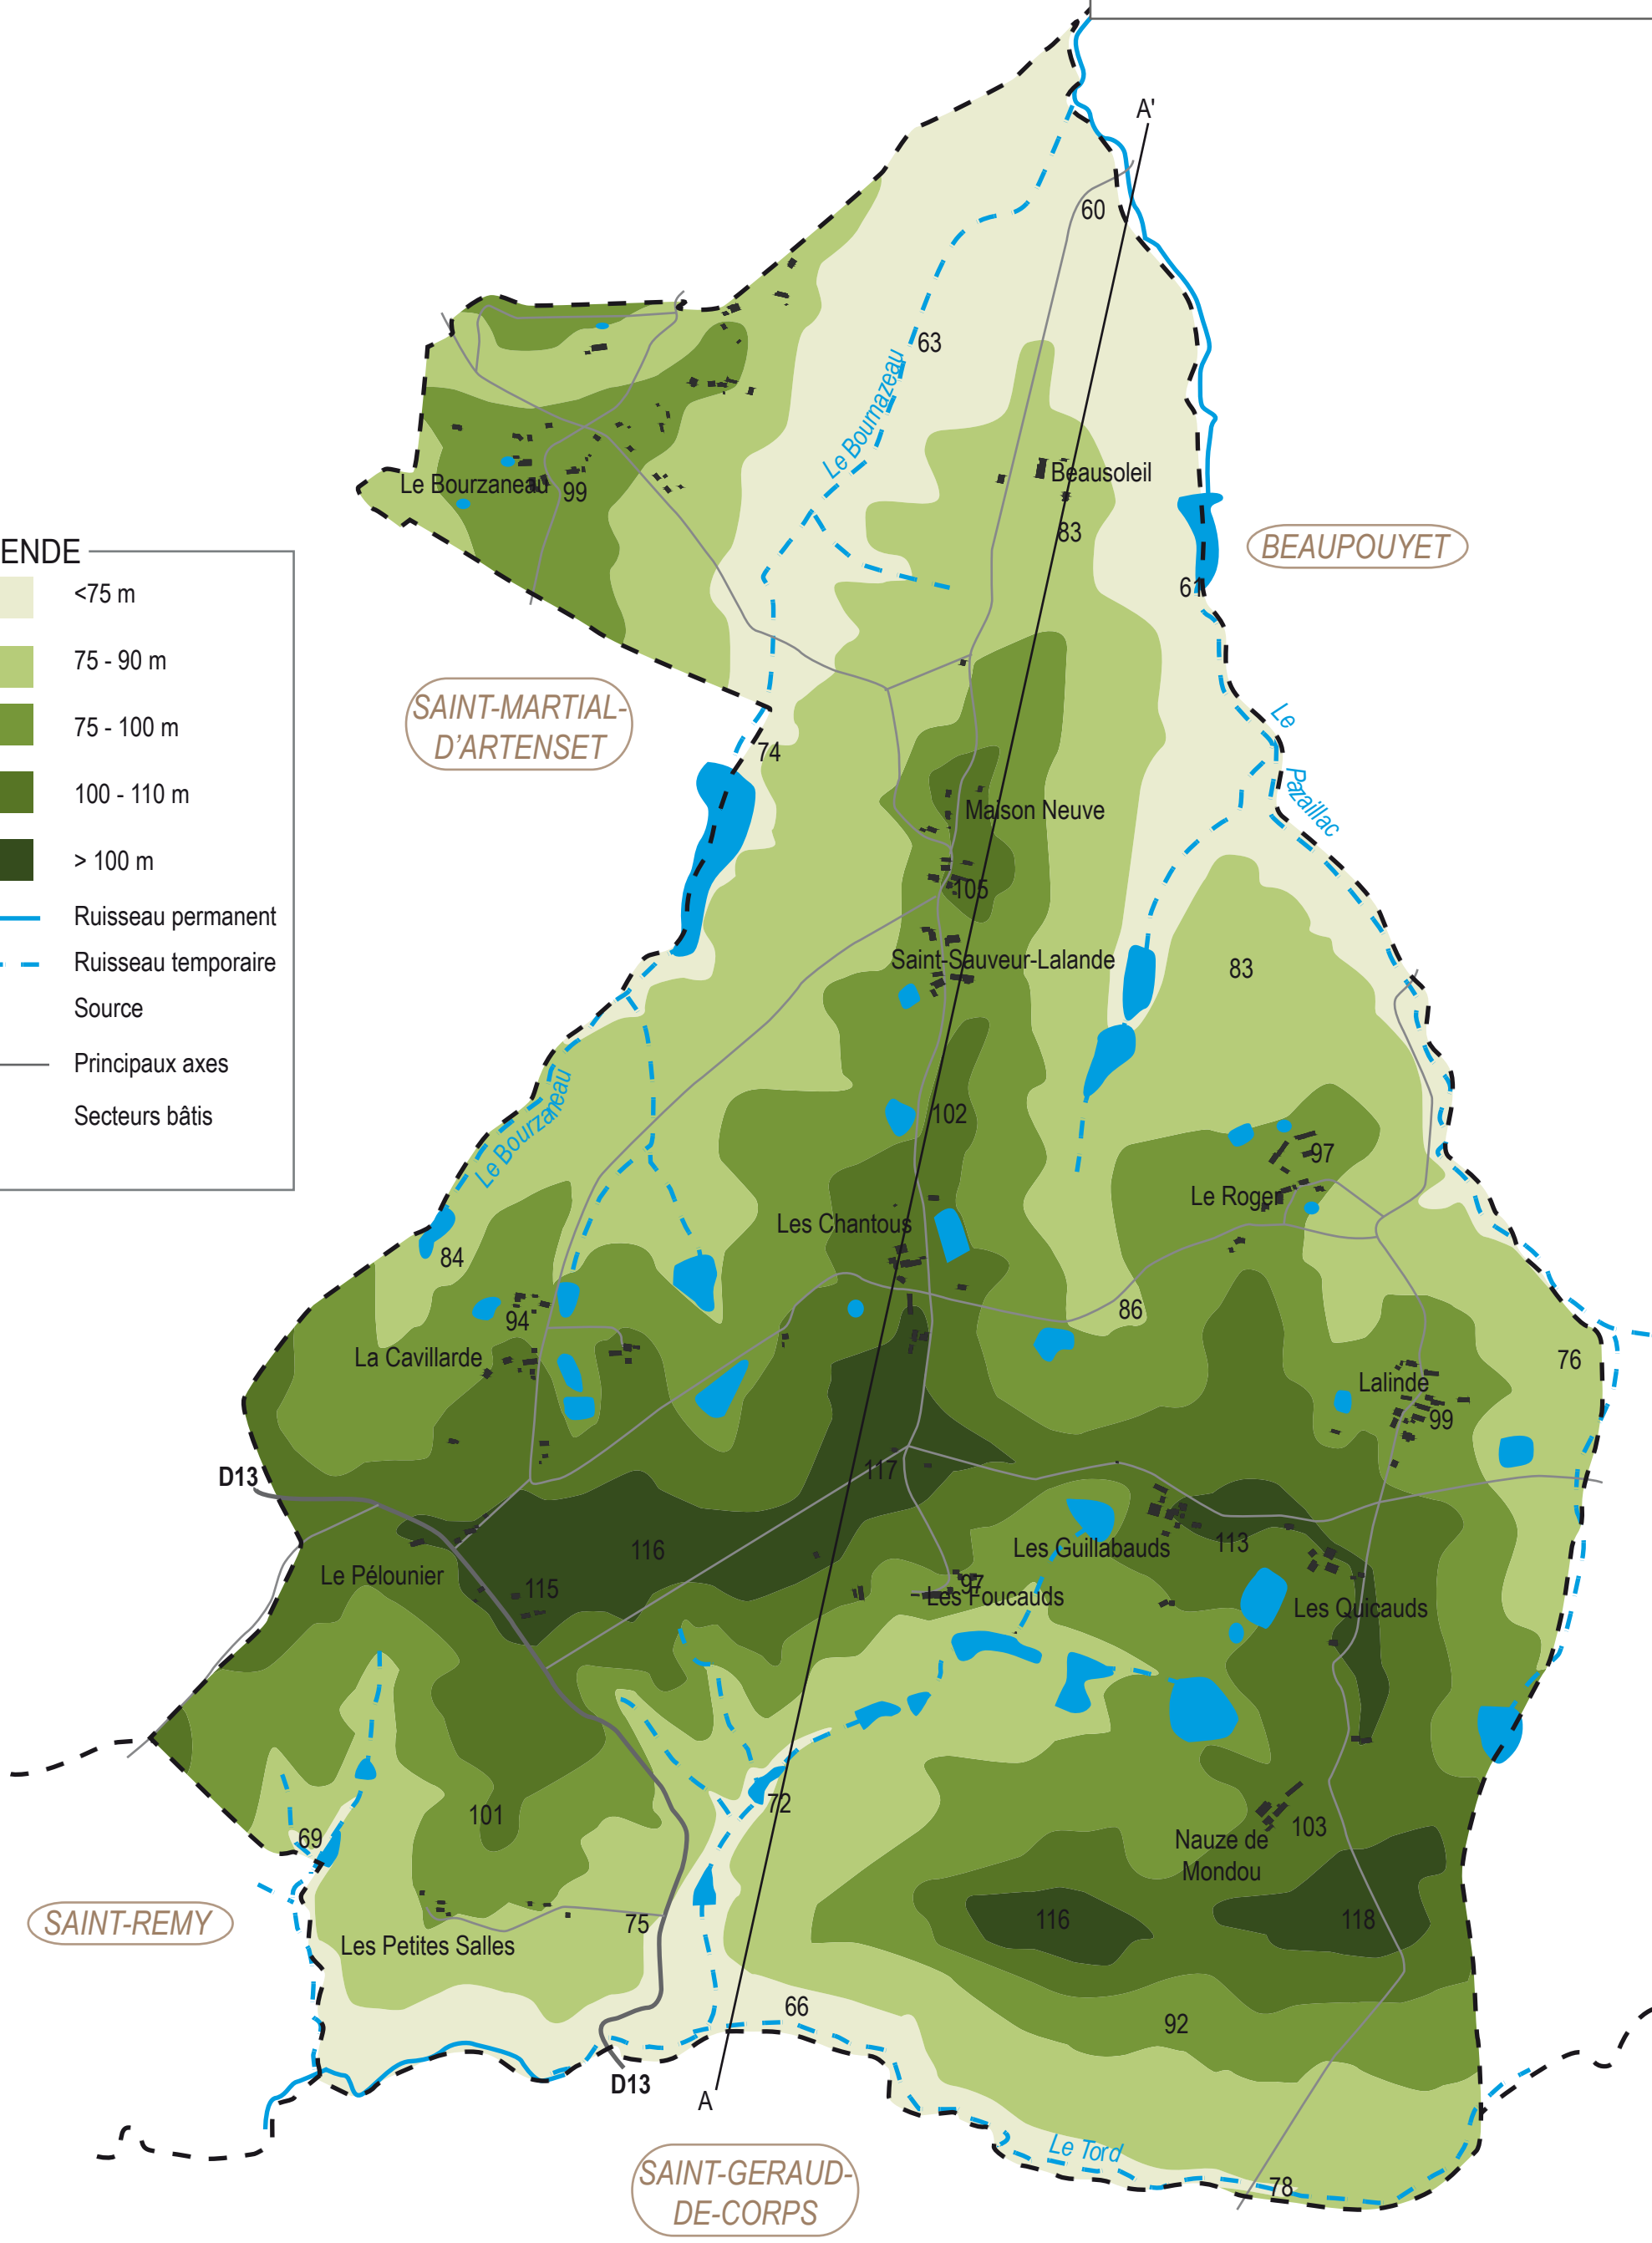 A'
60
63
Le Bournazeau
Beausoleil
83
Le Bourzaneau
99
BEAUPOUYET
61
ENDE
<75 m
75 - 90 m
75 - 100 m
100 - 110 m
> 100 m
Ruisseau permanent
Ruisseau temporaire
Source
Principaux axes
Secteurs bâtis
SAINT-MARTIAL-
D'ARTENSET
74
Le
Pazaillac
Maison Neuve
105
Saint-Sauveur-Lalande
83
Le Bourzaneau
102
97
Le Roger
Les Chantous
84
94
86
La Cavillarde
76
Lalinde
99
D13
117
116
Les Guillabauds
113
Le Pélounier
115
97
Les Foucauds
Les Quicauds
72
101
69
103
Nauze de
Mondou
SAINT-REMY
75
116
118
Les Petites Salles
66
92
D13
A
Le Tord
78
SAINT-GERAUD-
DE-CORPS